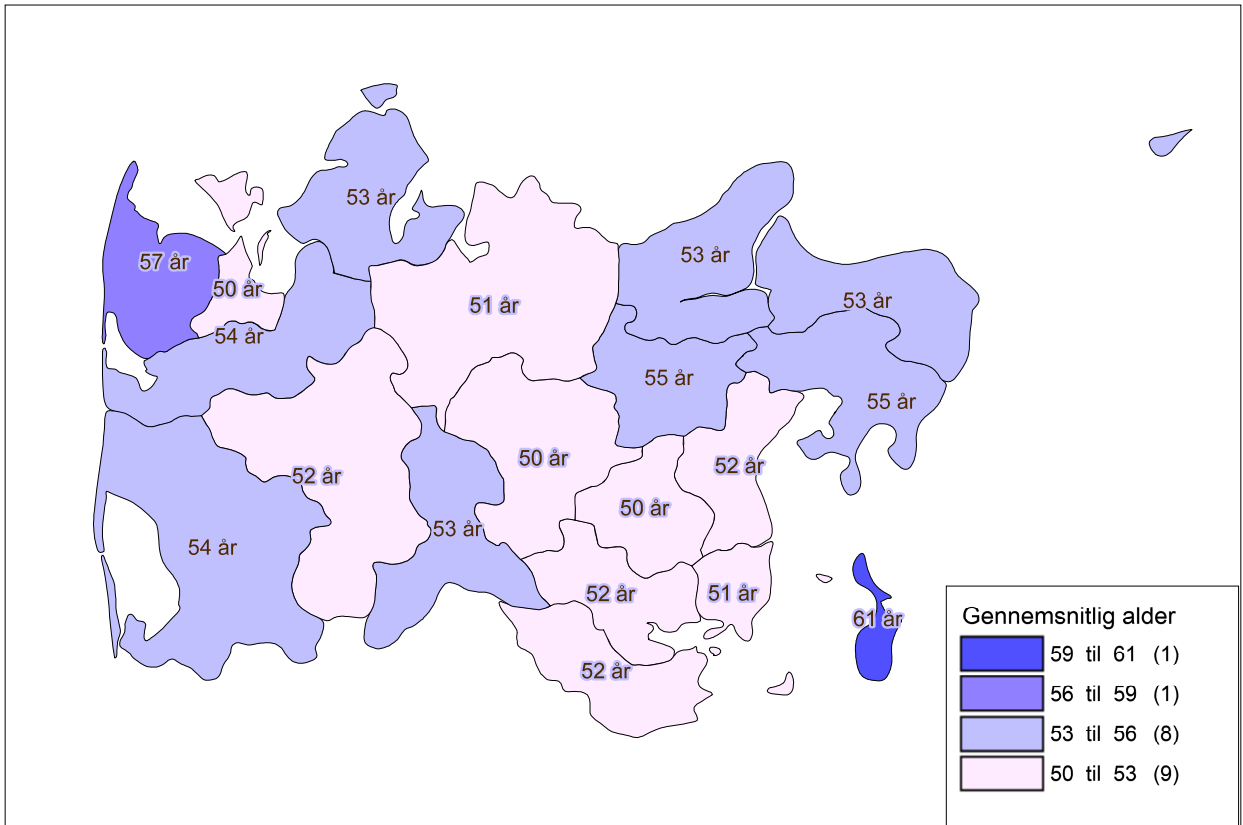 53 år
57 år
53 år
50 år
51 år
53 år
54 år
55 år
55 år
50 år
52 år
52 år
50 år
53 år
54 år
52 år
51 år
61 år
52 år
Gennemsnitlig alder
59 til 61 (1)
56 til 59 (1)
53 til 56 (8)
50 til 53 (9)